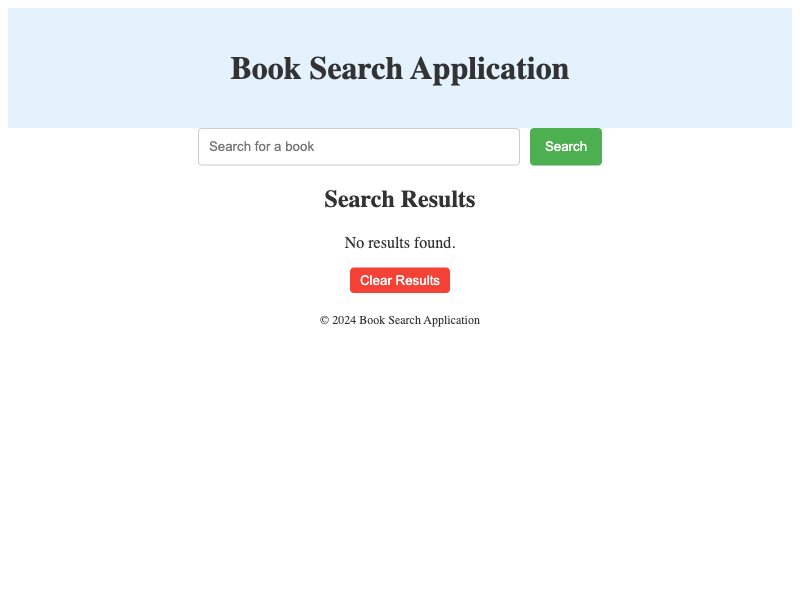 Book Search Application
Search for a book
Search
Search Results
No results found.
Clear Results
© 2024 Book Search Application